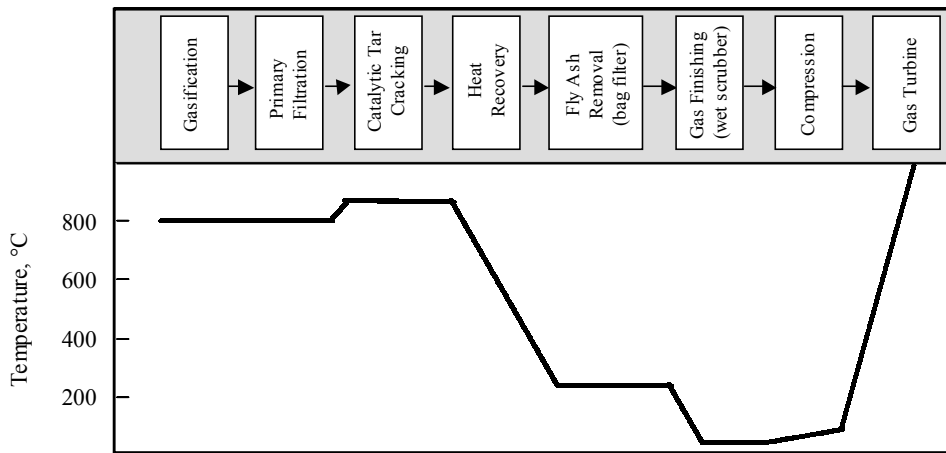 Gasification
Primary
Filtration
Catalytic Tar
Cracking
Heat
Recovery
Fly Ash
Removal
(bag filter)
Gas Finishing
(wet scrubber)
Compression
Gas Turbine
Temperature, °C
800
600
400
200